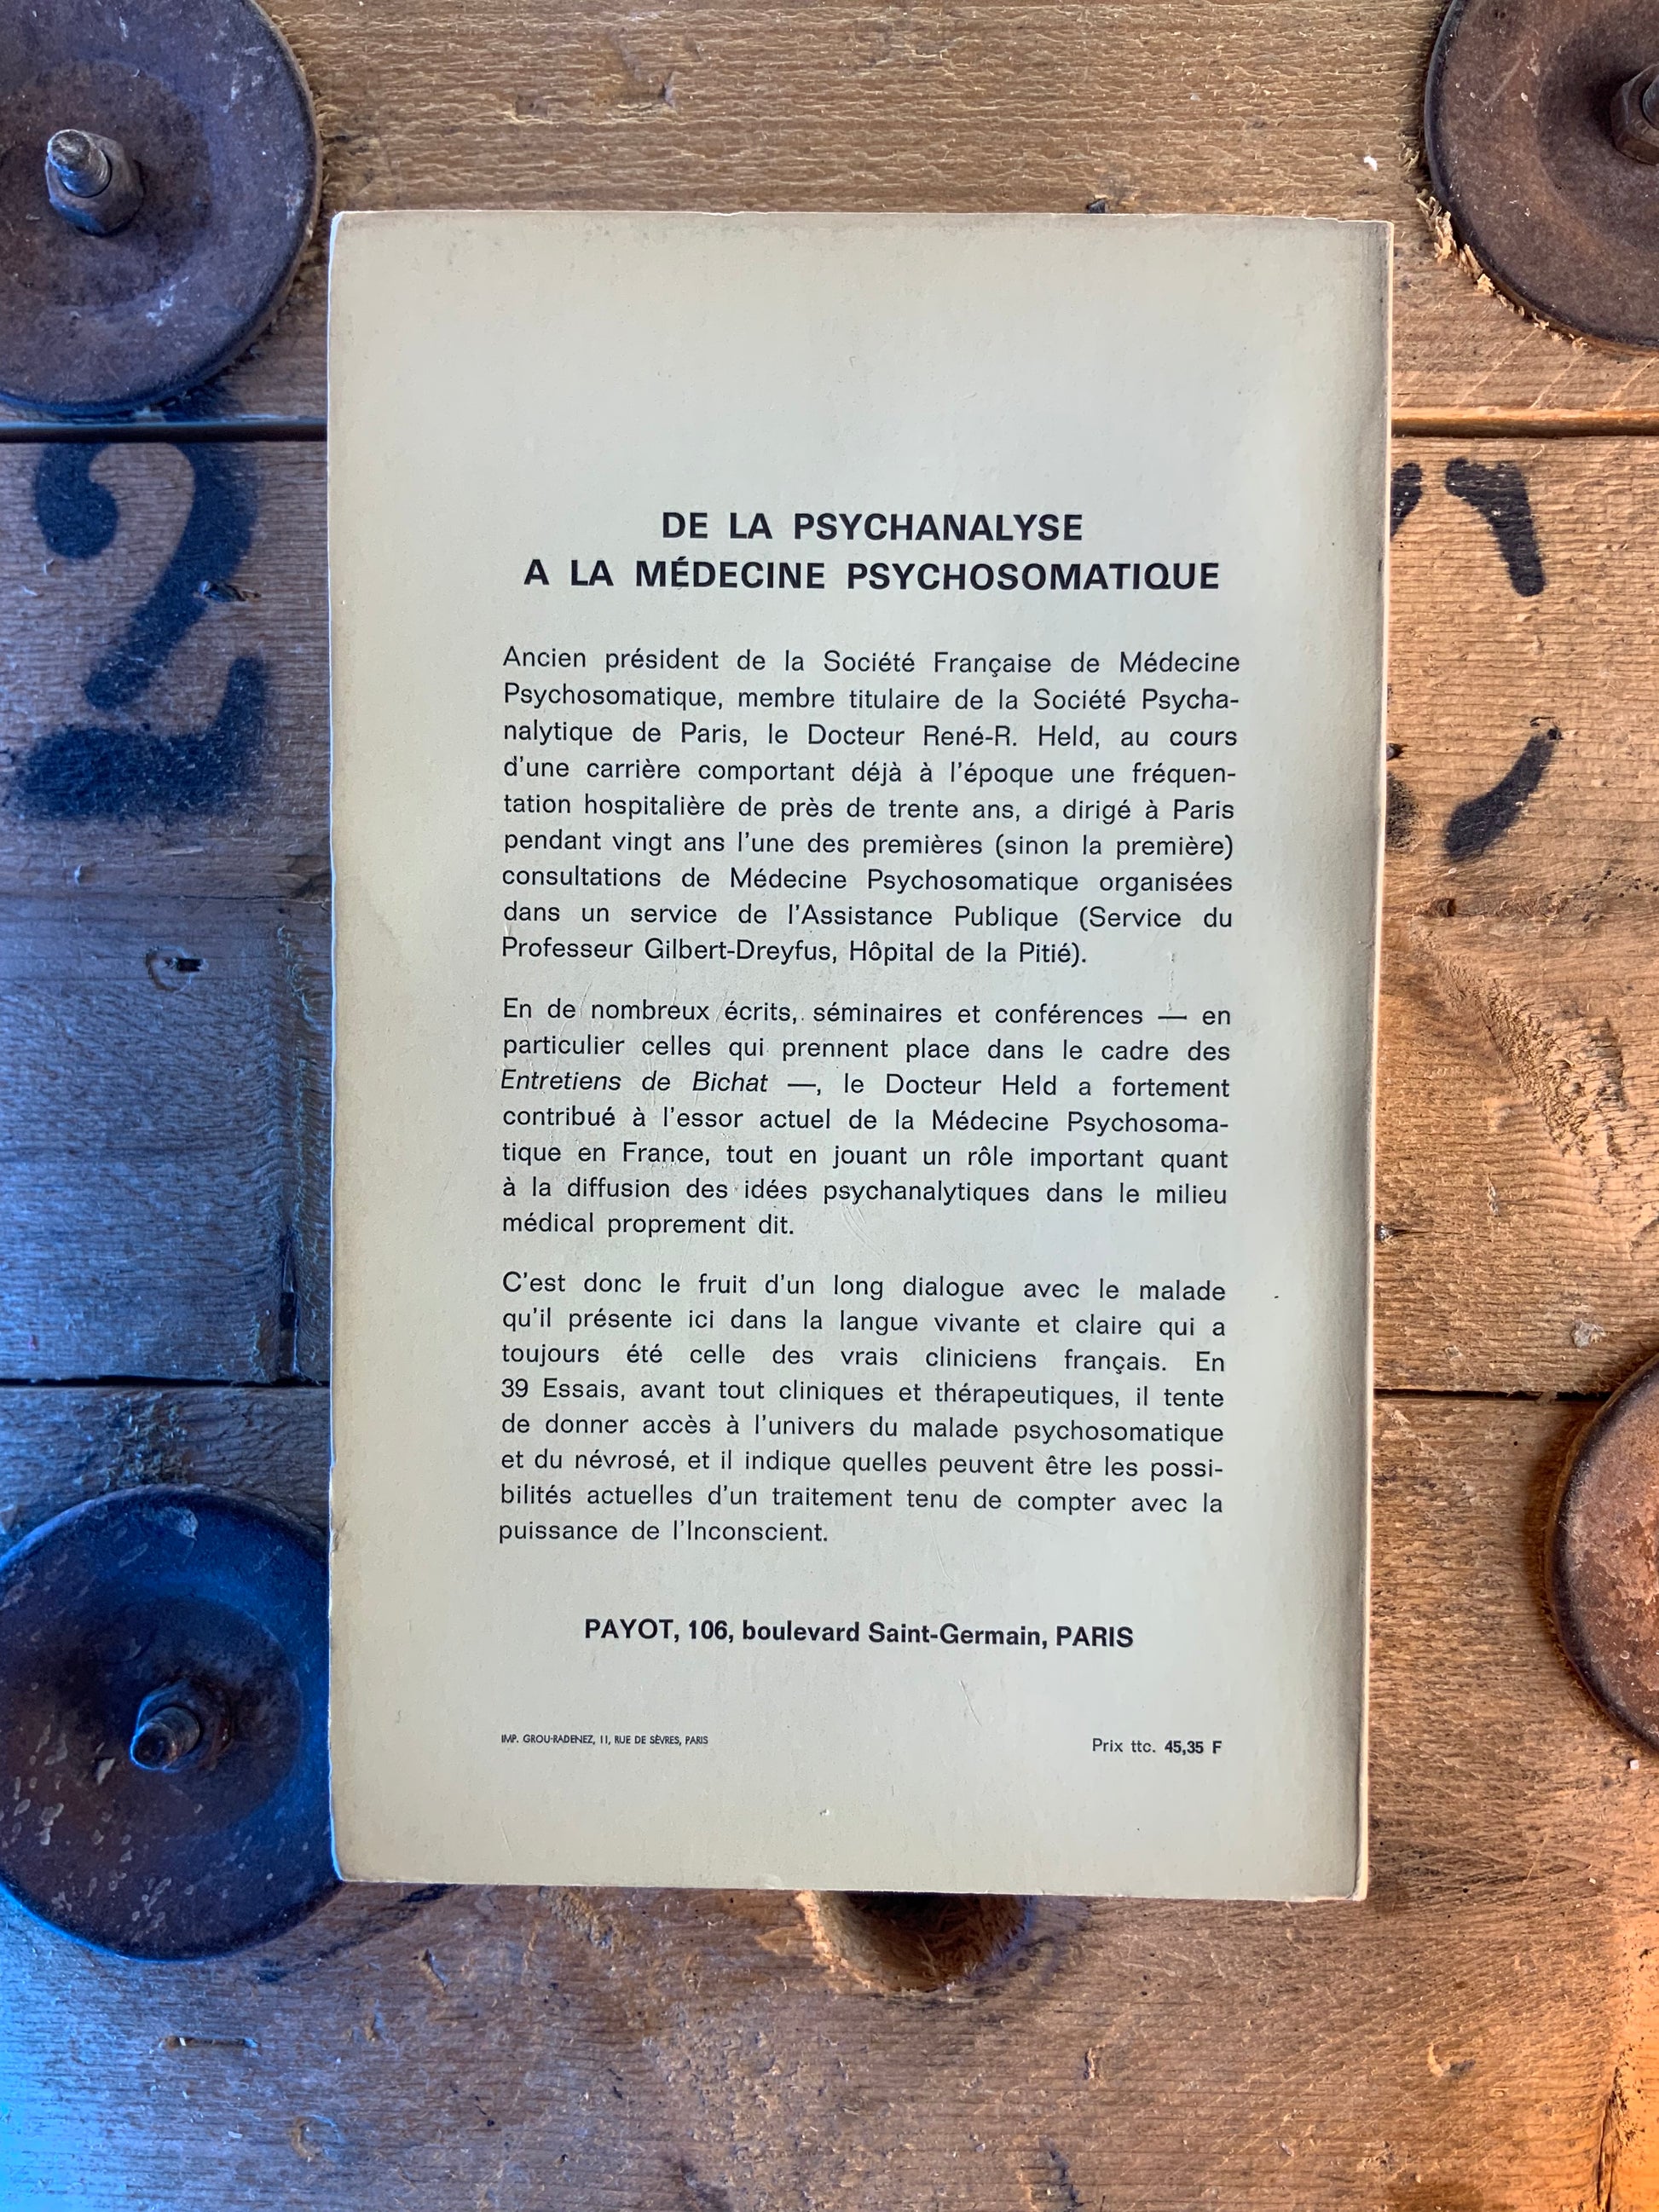 2
DE LA PSYCHANALYSE
A LA MÉDECINE PSYCHOSOMATIQUE
Ancien président de la Société Française de Médecine
Psychosomatique, membre titulaire de la Société Psycha-
nalytique de Paris, le Docteur René-R. Held, au cours
d'une carrière comportant déjà à l'époque une fréquen-
tation hospitalière de près de trente ans, a dirigé à Paris
pendant vingt ans l'une des premières (sinon la première)
consultations de Médecine Psychosomatique organisées
dans un service de l'Assistance Publique (Service du
Professeur Gilbert-Dreyfus, Hôpital de la Pitié).
En de nombreux écrits, séminaires et conférences — en
particulier celles qui prennent place dans le cadre des
Entretiens de Bichat —, le Docteur Held a fortement
contribué à l'essor actuel de la Médecine Psychosoma-
tique en France, tout en jouant un rôle important quant
à la diffusion des idées psychanalytiques dans le milieu
médical proprement dit.
C'est donc le fruit d'un long dialogue avec le malade
qu'il présente ici dans la langue vivante et claire qui a
toujours été celle des vrais cliniciens français. En
39 Essais, avant tout cliniques et thérapeutiques, il tente
de donner accès à l'univers du malade psychosomatique
et du névrosé, et il indique quelles peuvent être les possi-
bilités actuelles d'un traitement tenu de compter avec la
puissance de l'Inconscient.
PAYOT, 106, boulevard Saint-Germain, PARIS
IMP. GROU-RADENEZ, 11, RUE DE SÈVRES, PARIS
Prix ttc. 45,35 F